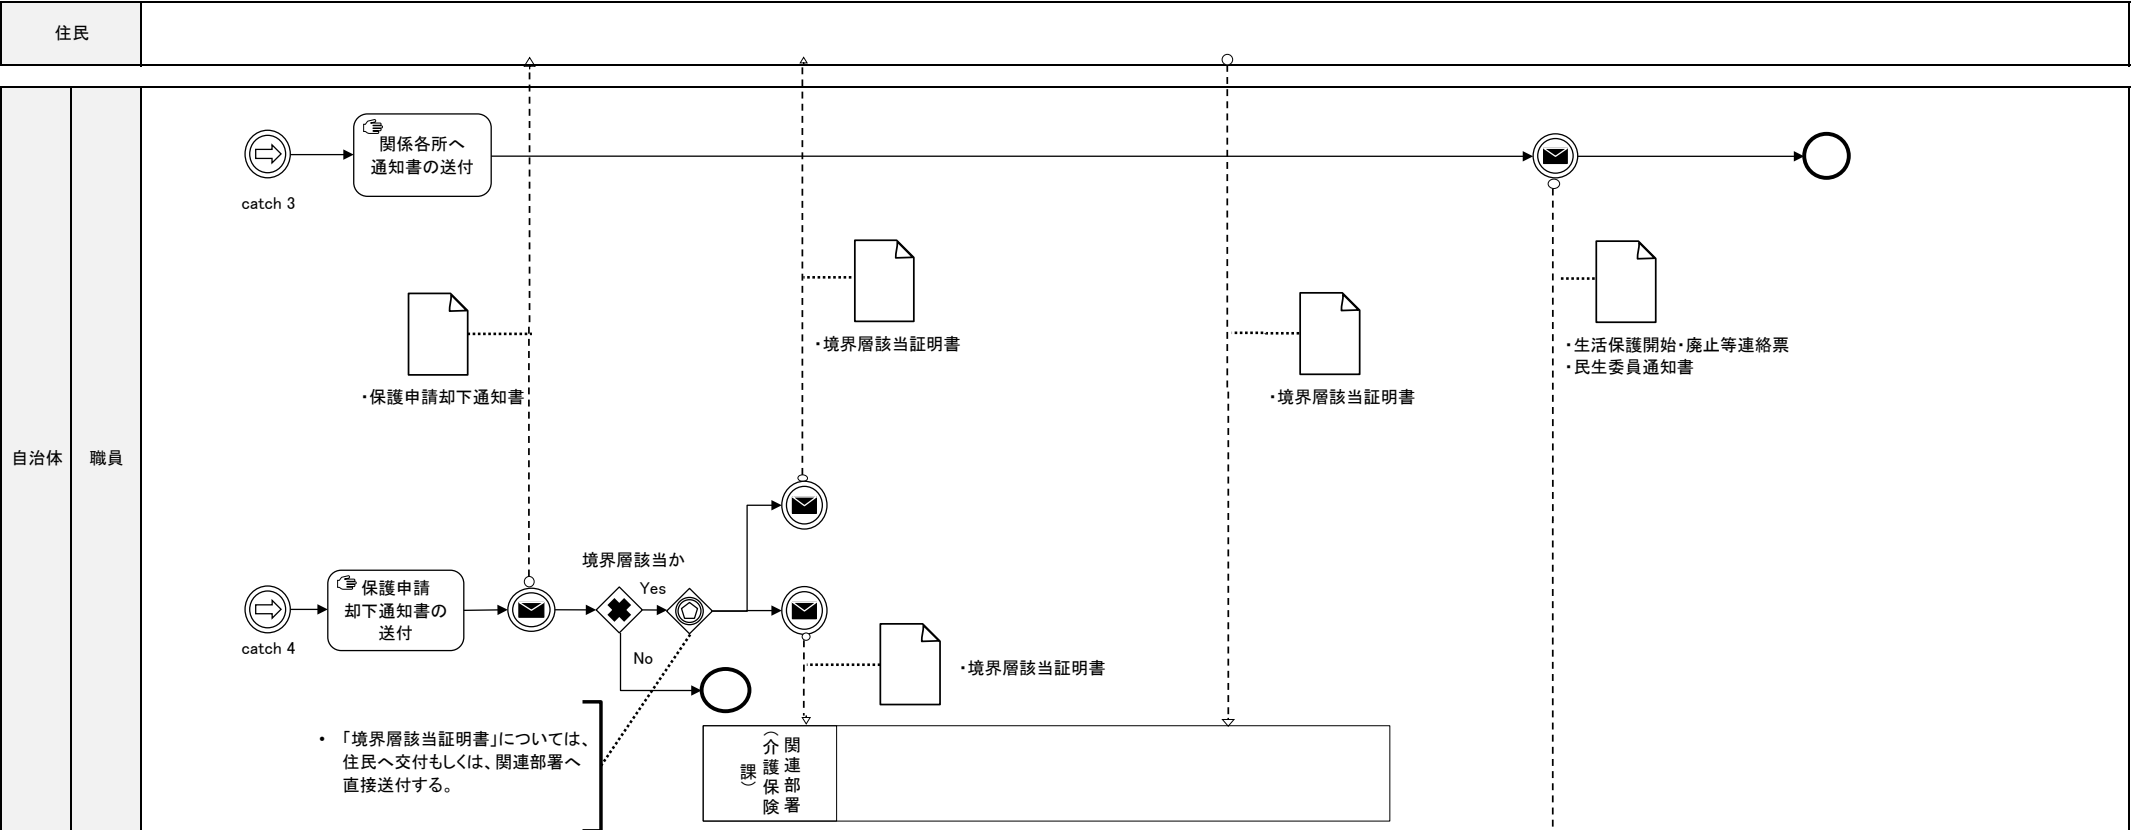 住民
自治体
職員
関係各所へ
通知書の送付
catch 3
・境界層該当証明書
・生活保護開始・廃止等連絡票
・民生委員通知書
・保護申請却下通知書
・境界層該当証明書
境界層該当か
Yes
保護申請
却下通知書の
送付
catch 4
No
・境界層該当証明書
・ 「境界層該当証明書」については、
住民へ交付もしくは、関連部署へ
直接送付する。
関連部署
（介護保険
課）